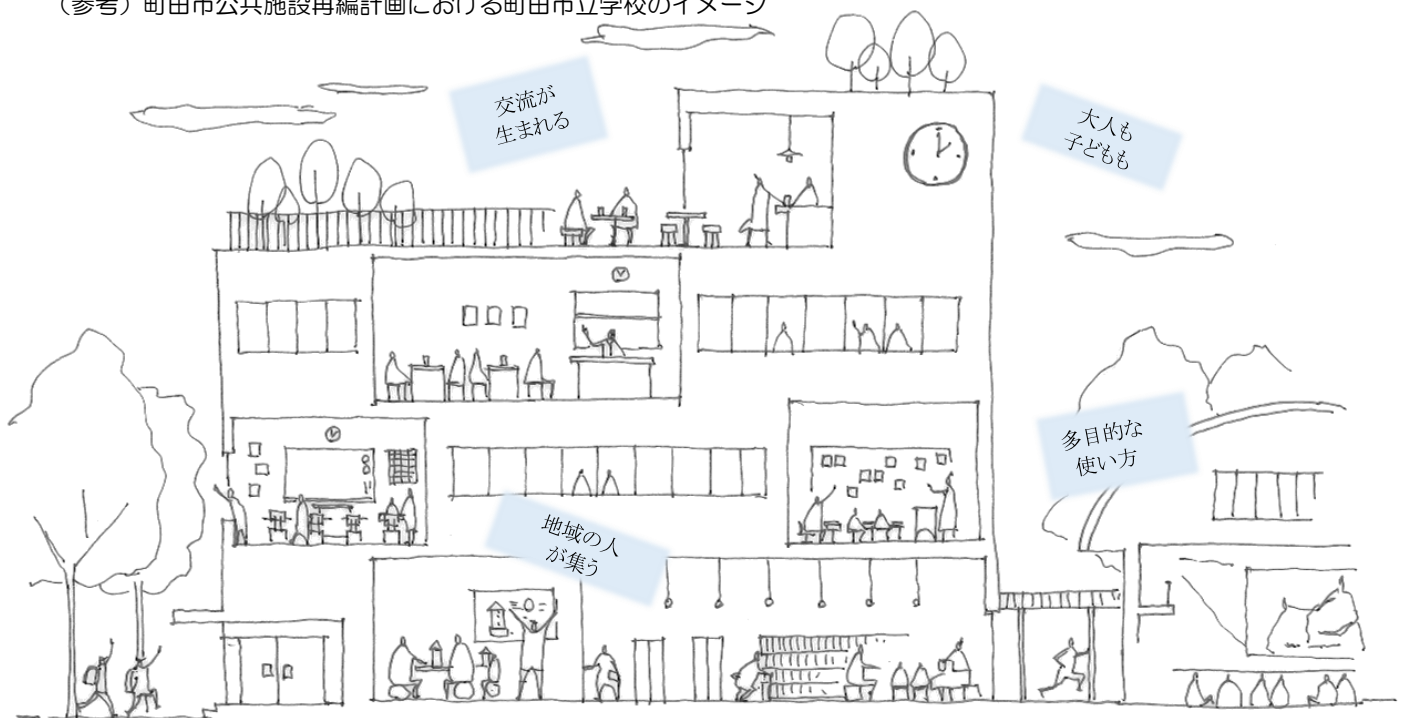 （参考）町田市公共施設再編計画における町田市立学校のイメージ
交流が
生まれる
大人も
子どもも
多目的な
使い方
地域の人
が集う